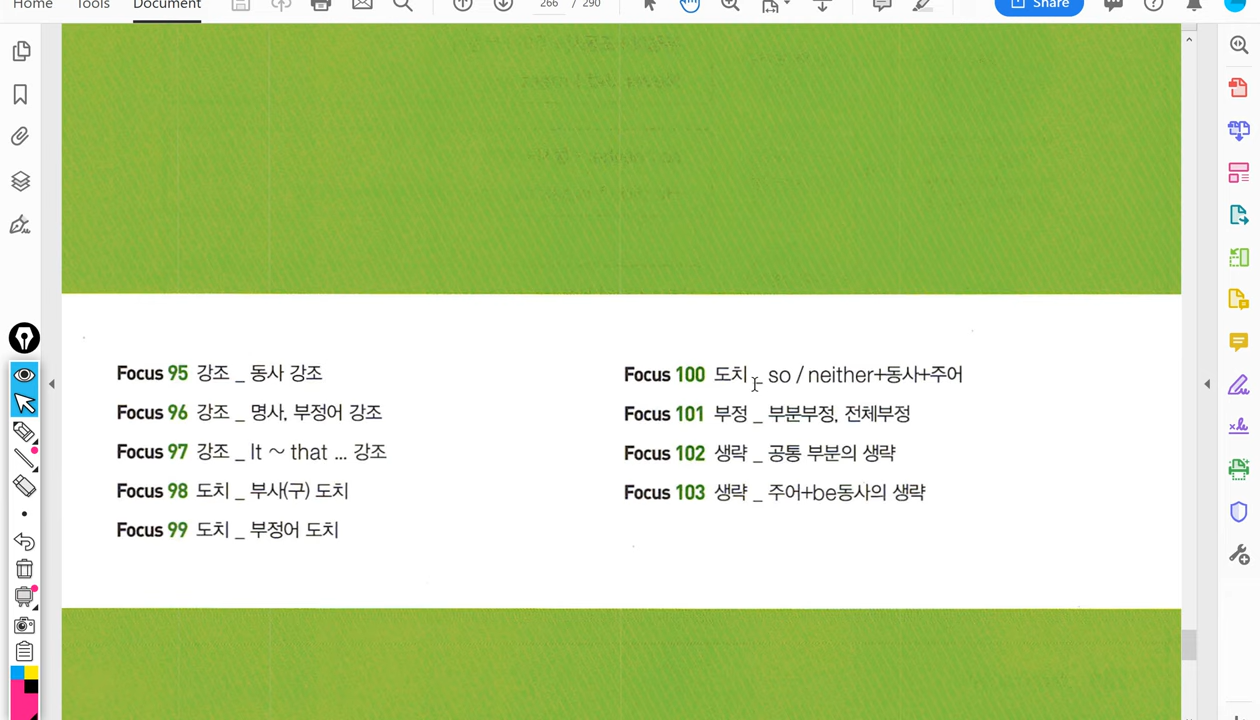 Home Tools Document 266 / 290 Share
Focus 95 강조 _ 동사 강조
Focus 96 강조 _ 명사, 부정어 강조
Focus 97 강조 _ It ~ that ... 강조
Focus 98 도치 _ 부사(구) 도치
Focus 99 도치 _ 부정어 도치
Focus 100 도치 _ so / neither+동사+주어
Focus 101 부정 _ 부분부정, 전체부정
Focus 102 생략 _ 공통 부분의 생략
Focus 103 생략 _ 주어+be동사의 생략